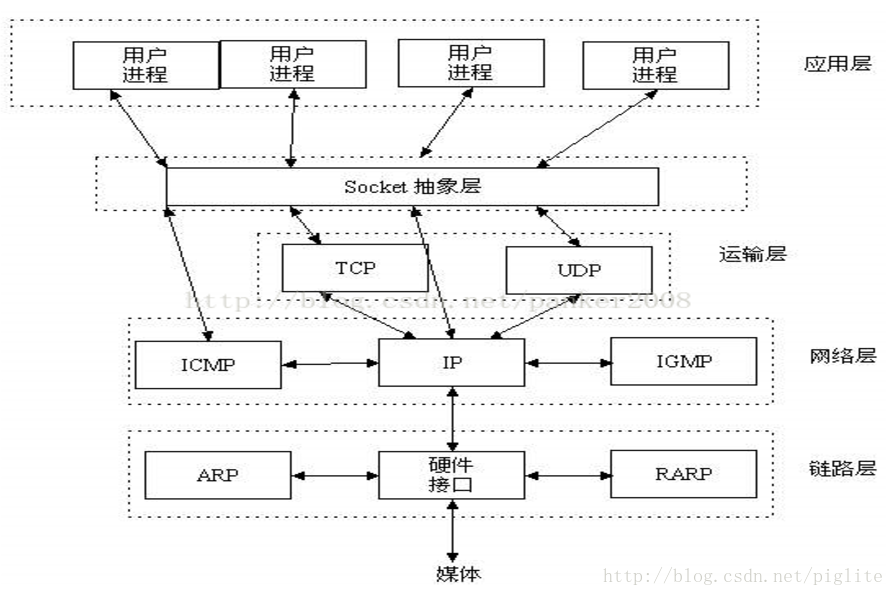 用户
进程
用户
进程
用户
进程
用户
进程
应用层
Socket 抽象层
运输层
TCP
UDP
http://blog.csdn.net/panker2008
网络层
ICMP
IP
IGMP
链路层
ARP
硬件
接口
RARP
媒体
http://blog.csdn.net/piglite